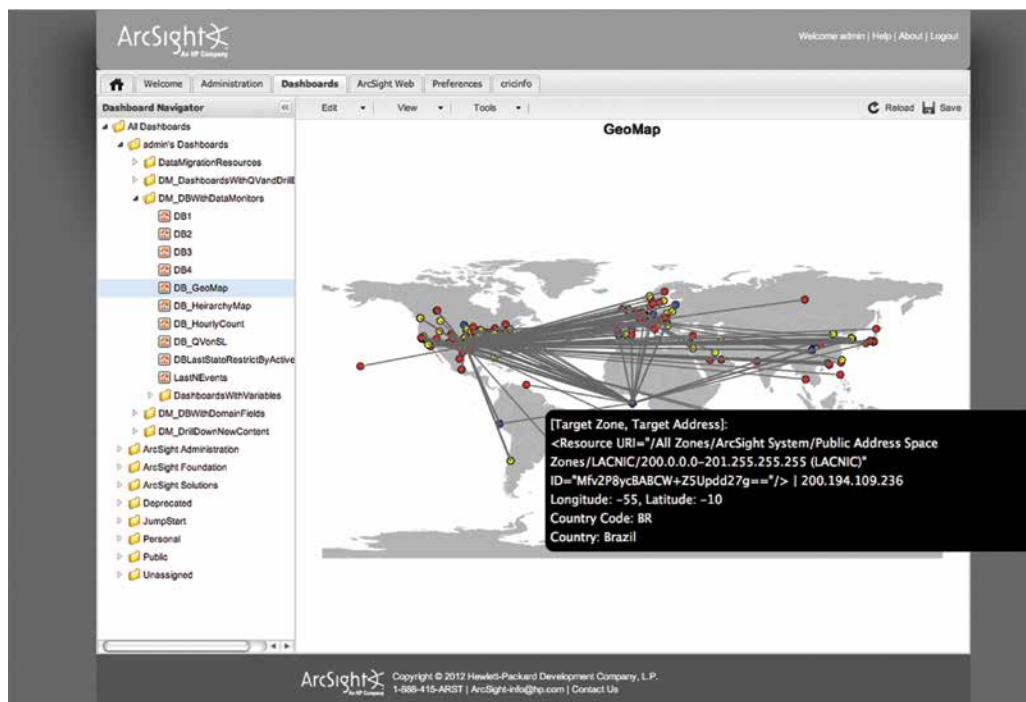 ArcSight
An HP Company
Welcome admin | Help | About | Logout
Welcome
Administration
Dashboards
ArcSight Web
Preferences
cricinfo
Dashboard Navigator
Edit
View
Tools
Reload
Save
All Dashboards
admin's Dashboards
DataMigrationResources
DM_DashboardsWithQVandDrillD
DM_DBWithDataMonitors
DB1
DB2
DB3
DB4
DB_GeoMap
DB_HeirarchyMap
DB_HourlyCount
DB_QVonSL
DBLastStateRestrictByActive
LastNEvents
DashboardsWithVariables
DM_DBWithDomainFields
DM_DrillDownNewContent
ArcSight Administration
ArcSight Foundation
ArcSight Solutions
Deprecated
JumpStart
Personal
Public
Unassigned
GeoMap
[Target Zone, Target Address]:
<Resource URI="/All Zones/ArcSight System/Public Address Space
Zones/LACNIC/200.0.0.0-201.255.255.255 (LACNIC)"
ID="Mfv2P8ycBABCW+Z5Updd27g=="/> | 200.194.109.236
Longitude: -55, Latitude: -10
Country Code: BR
Country: Brazil
ArcSight
An HP Company
Copyright © 2012 Hewlett-Packard Development Company, L.P.
1-888-415-ARST | ArcSight-info@hp.com | Contact Us